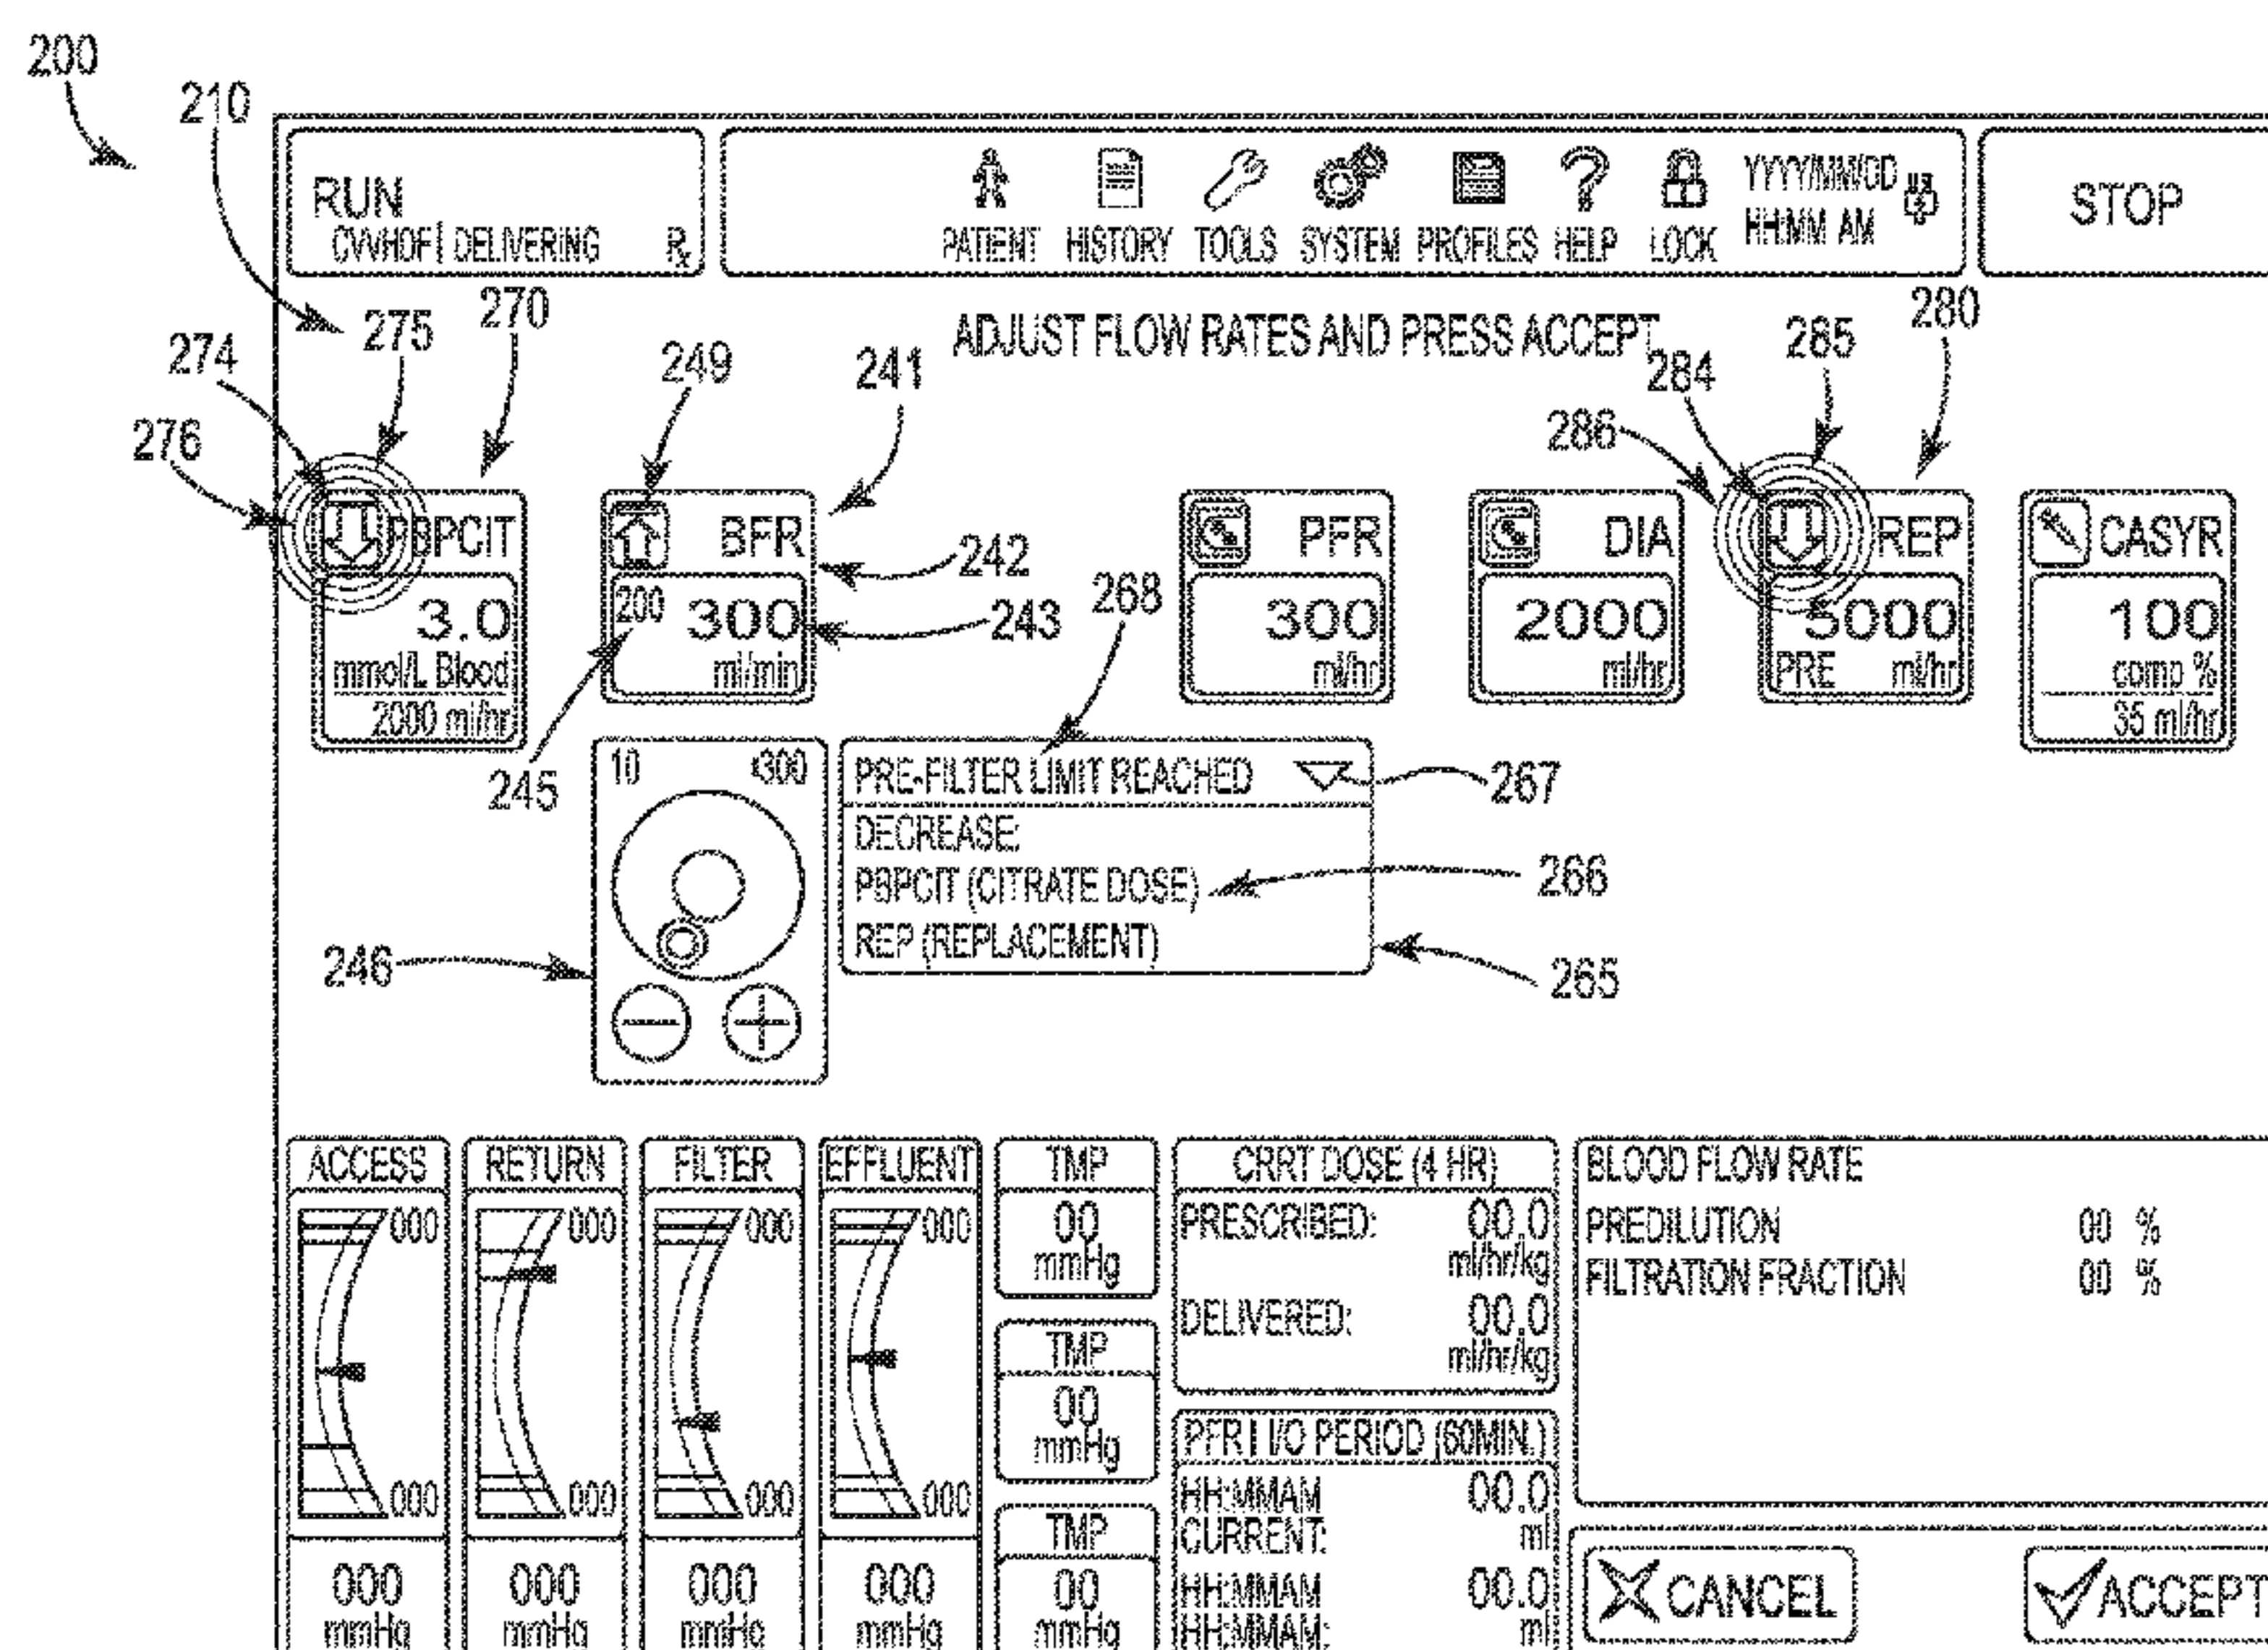 200
210
RUN
CVVHDF | DELIVERING Rx
PATIENT HISTORY TOOLS SYSTEM PROFILES HELP LOCK
YYYY/MM/DD
HH:MM AM
STOP
ADJUST FLOW RATES AND PRESS ACCEPT
274 275 270 249 241 284 285 280
276 286
PBPCIT
3.0
mmol/L Blood
2000 ml/hr
BFR
200 300
ml/min
242
243
245
PFR
300
ml/hr
268
DIA
2000
ml/hr
REP
5000
PRE ml/hr
CASYR
100
comp %
35 ml/hr
10 300
246
PRE-FILTER LIMIT REACHED
DECREASE:
PBPCIT (CITRATE DOSE)
REP (REPLACEMENT)
267
266
265
ACCESS
000
000
000
mmHg
RETURN
000
000
000
mmHg
FILTER
000
000
000
mmHg
EFFLUENT
000
000
000
mmHg
TMP
00
mmHg
TMP
00
mmHg
TMP
00
mmHg
CRRT DOSE (4 HR)
PRESCRIBED: 00.0
ml/hr/kg
DELIVERED: 00.0
ml/hr/kg
PFR I I/O PERIOD (60MIN.)
HH:MMAM 00.0
CURRENT: ml
HH:MMAM 00.0
HH:MMAM: ml
BLOOD FLOW RATE
PREDILUTION 00 %
FILTRATION FRACTION 00 %
CANCEL
ACCEPT